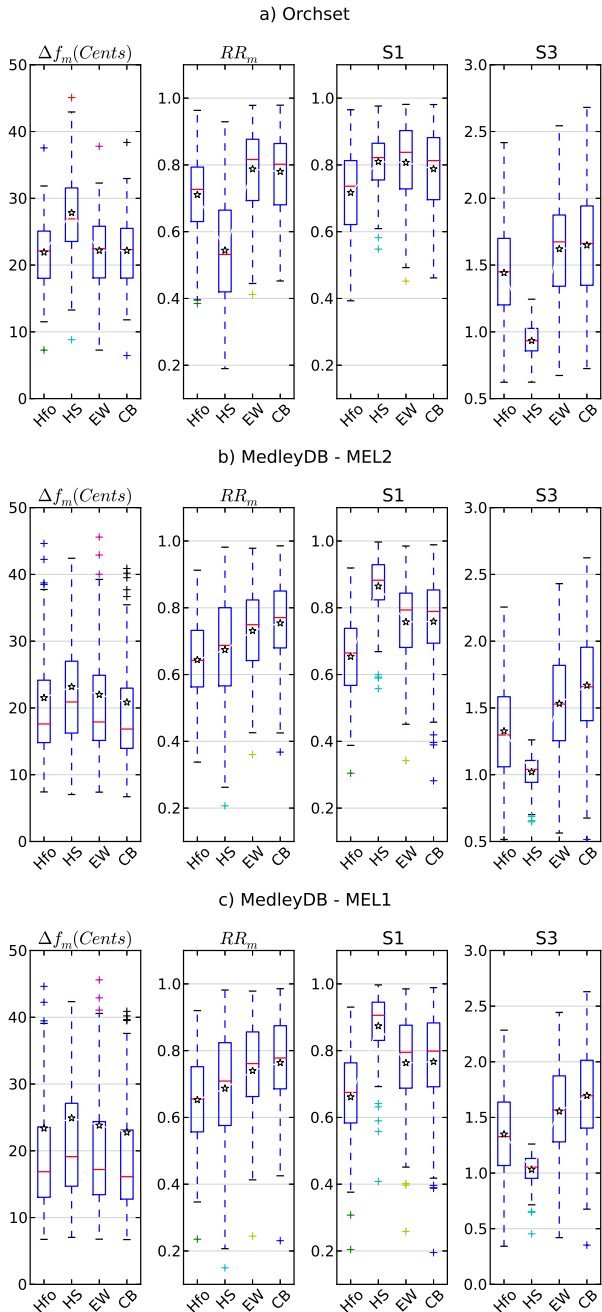 a) Orchset
Δf_m(Cents) RR_m S1 S3
50 1.0 1.0 3.0
40 0.8 0.8 2.5
30 0.6 0.6 2.0
20 0.4 0.4 1.5
10 0.2 0.2 1.0
0 0.5
Hfo HS EW CB Hfo HS EW CB Hfo HS EW CB Hfo HS EW CB
b) MedleyDB - MEL2
Δf_m(Cents) RR_m S1 S3
50 1.0 1.0 3.0
40 0.8 0.8 2.5
30 0.6 0.6 2.0
20 0.4 0.4 1.5
10 0.2 0.2 1.0
0 0.5
Hfo HS EW CB Hfo HS EW CB Hfo HS EW CB Hfo HS EW CB
c) MedleyDB - MEL1
Δf_m(Cents) RR_m S1 S3
50 1.0 1.0 3.0
40 0.8 0.8 2.5
30 0.6 0.6 2.0
20 0.4 0.4 1.5
10 0.2 0.2 1.0
0 0.5
0.0
Hfo HS EW CB Hfo HS EW CB Hfo HS EW CB Hfo HS EW CB